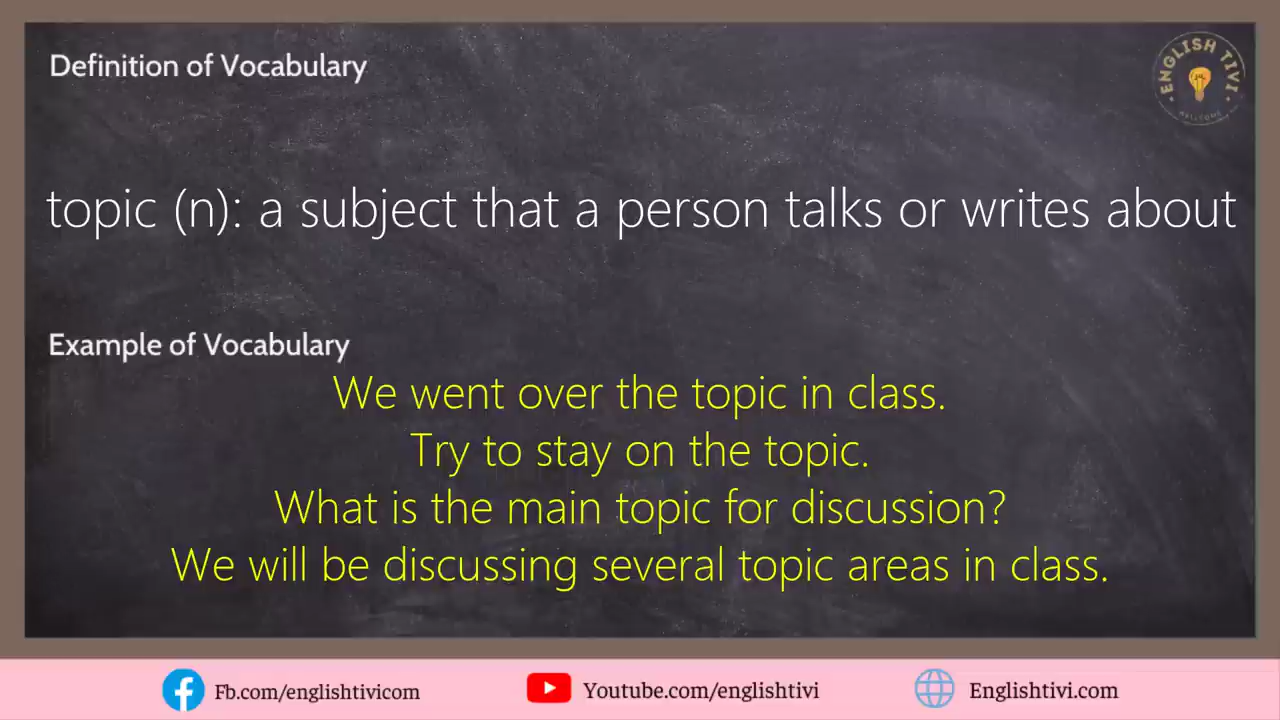 Definition of Vocabulary
ENGLISH TIVI
topic (n): a subject that a person talks or writes about
Example of Vocabulary
We went over the topic in class.
Try to stay on the topic.
What is the main topic for discussion?
We will be discussing several topic areas in class.
Fb.com/englishtivicom
Youtube.com/englishtivi
Englishtivi.com